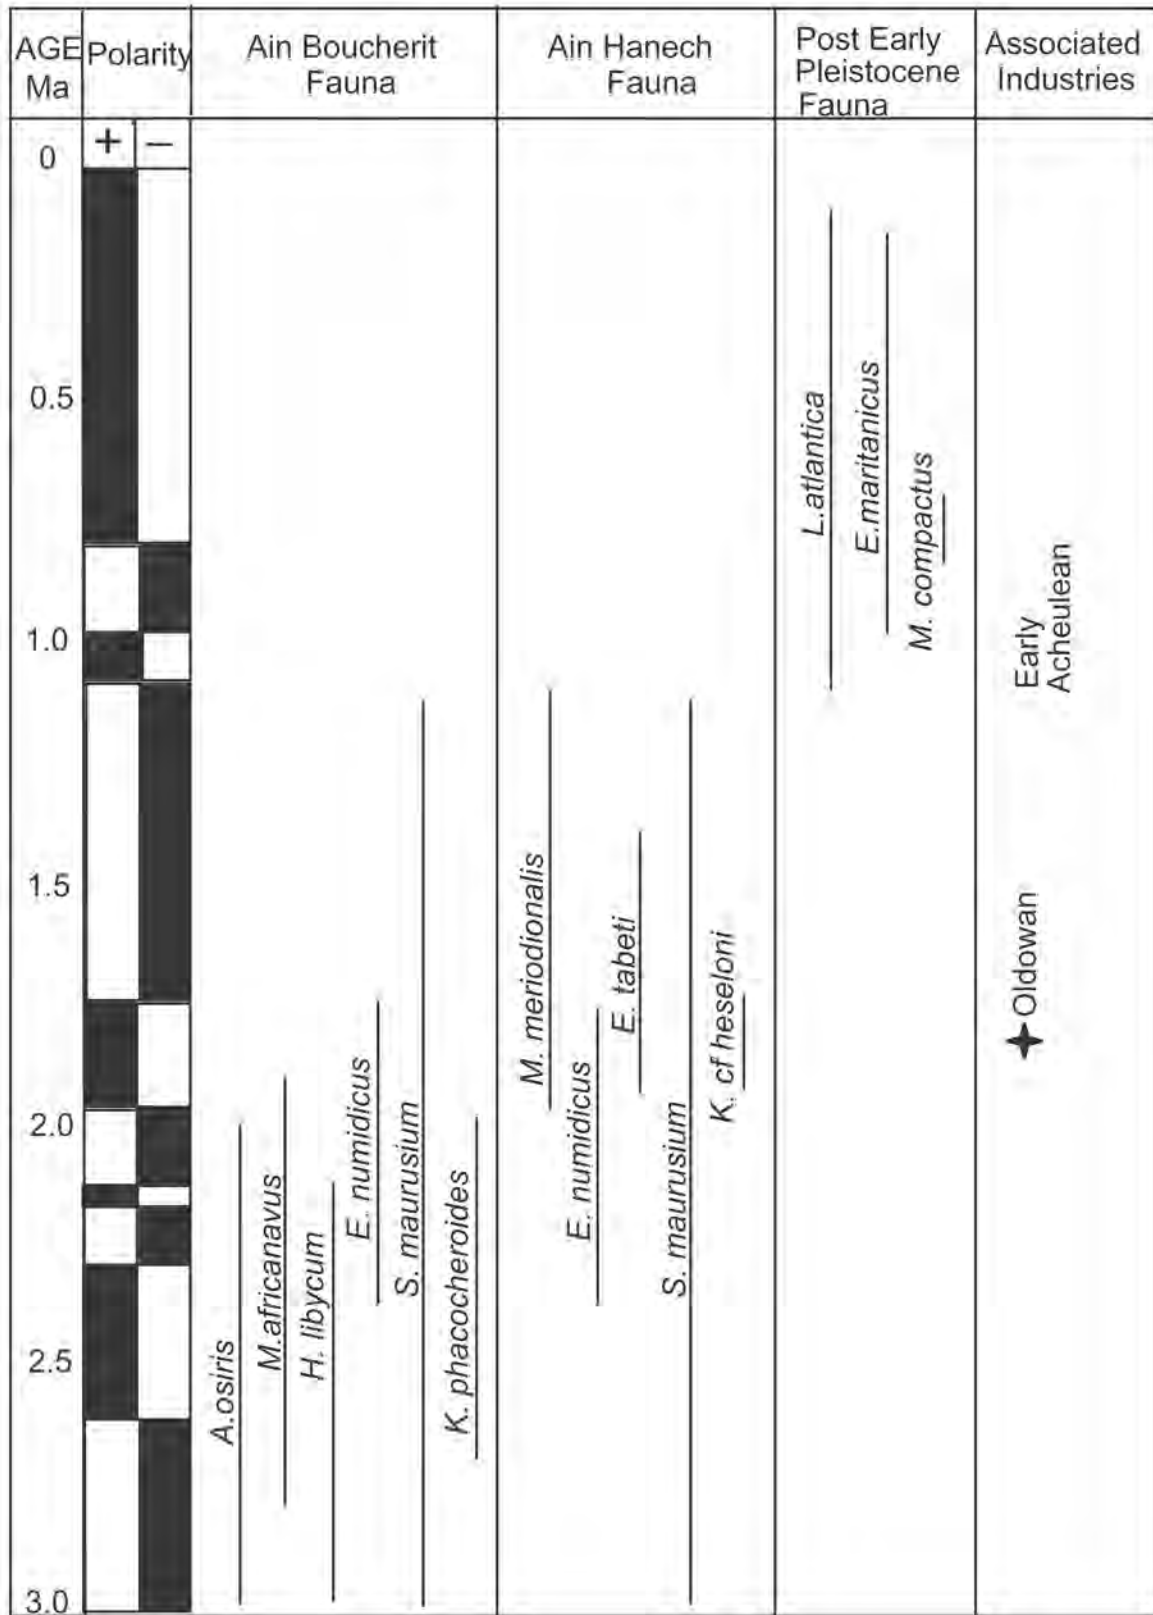 AGE
Ma
Polarity
Ain Boucherit
Fauna
Ain Hanech
Fauna
Post Early
Pleistocene
Fauna
Associated
Industries
+
−
0
0.5
1.0
1.5
2.0
2.5
3.0
A.osiris
M.africanavus
H. libycum
E. numidicus
S. maurusium
K. phacocheroides
M. meriodionalis
E. numidicus
E. tabeti
S. maurusium
K. cf heseloni
L.atlantica
E.maritanicus
M. compactus
Early
Acheulean
Oldowan